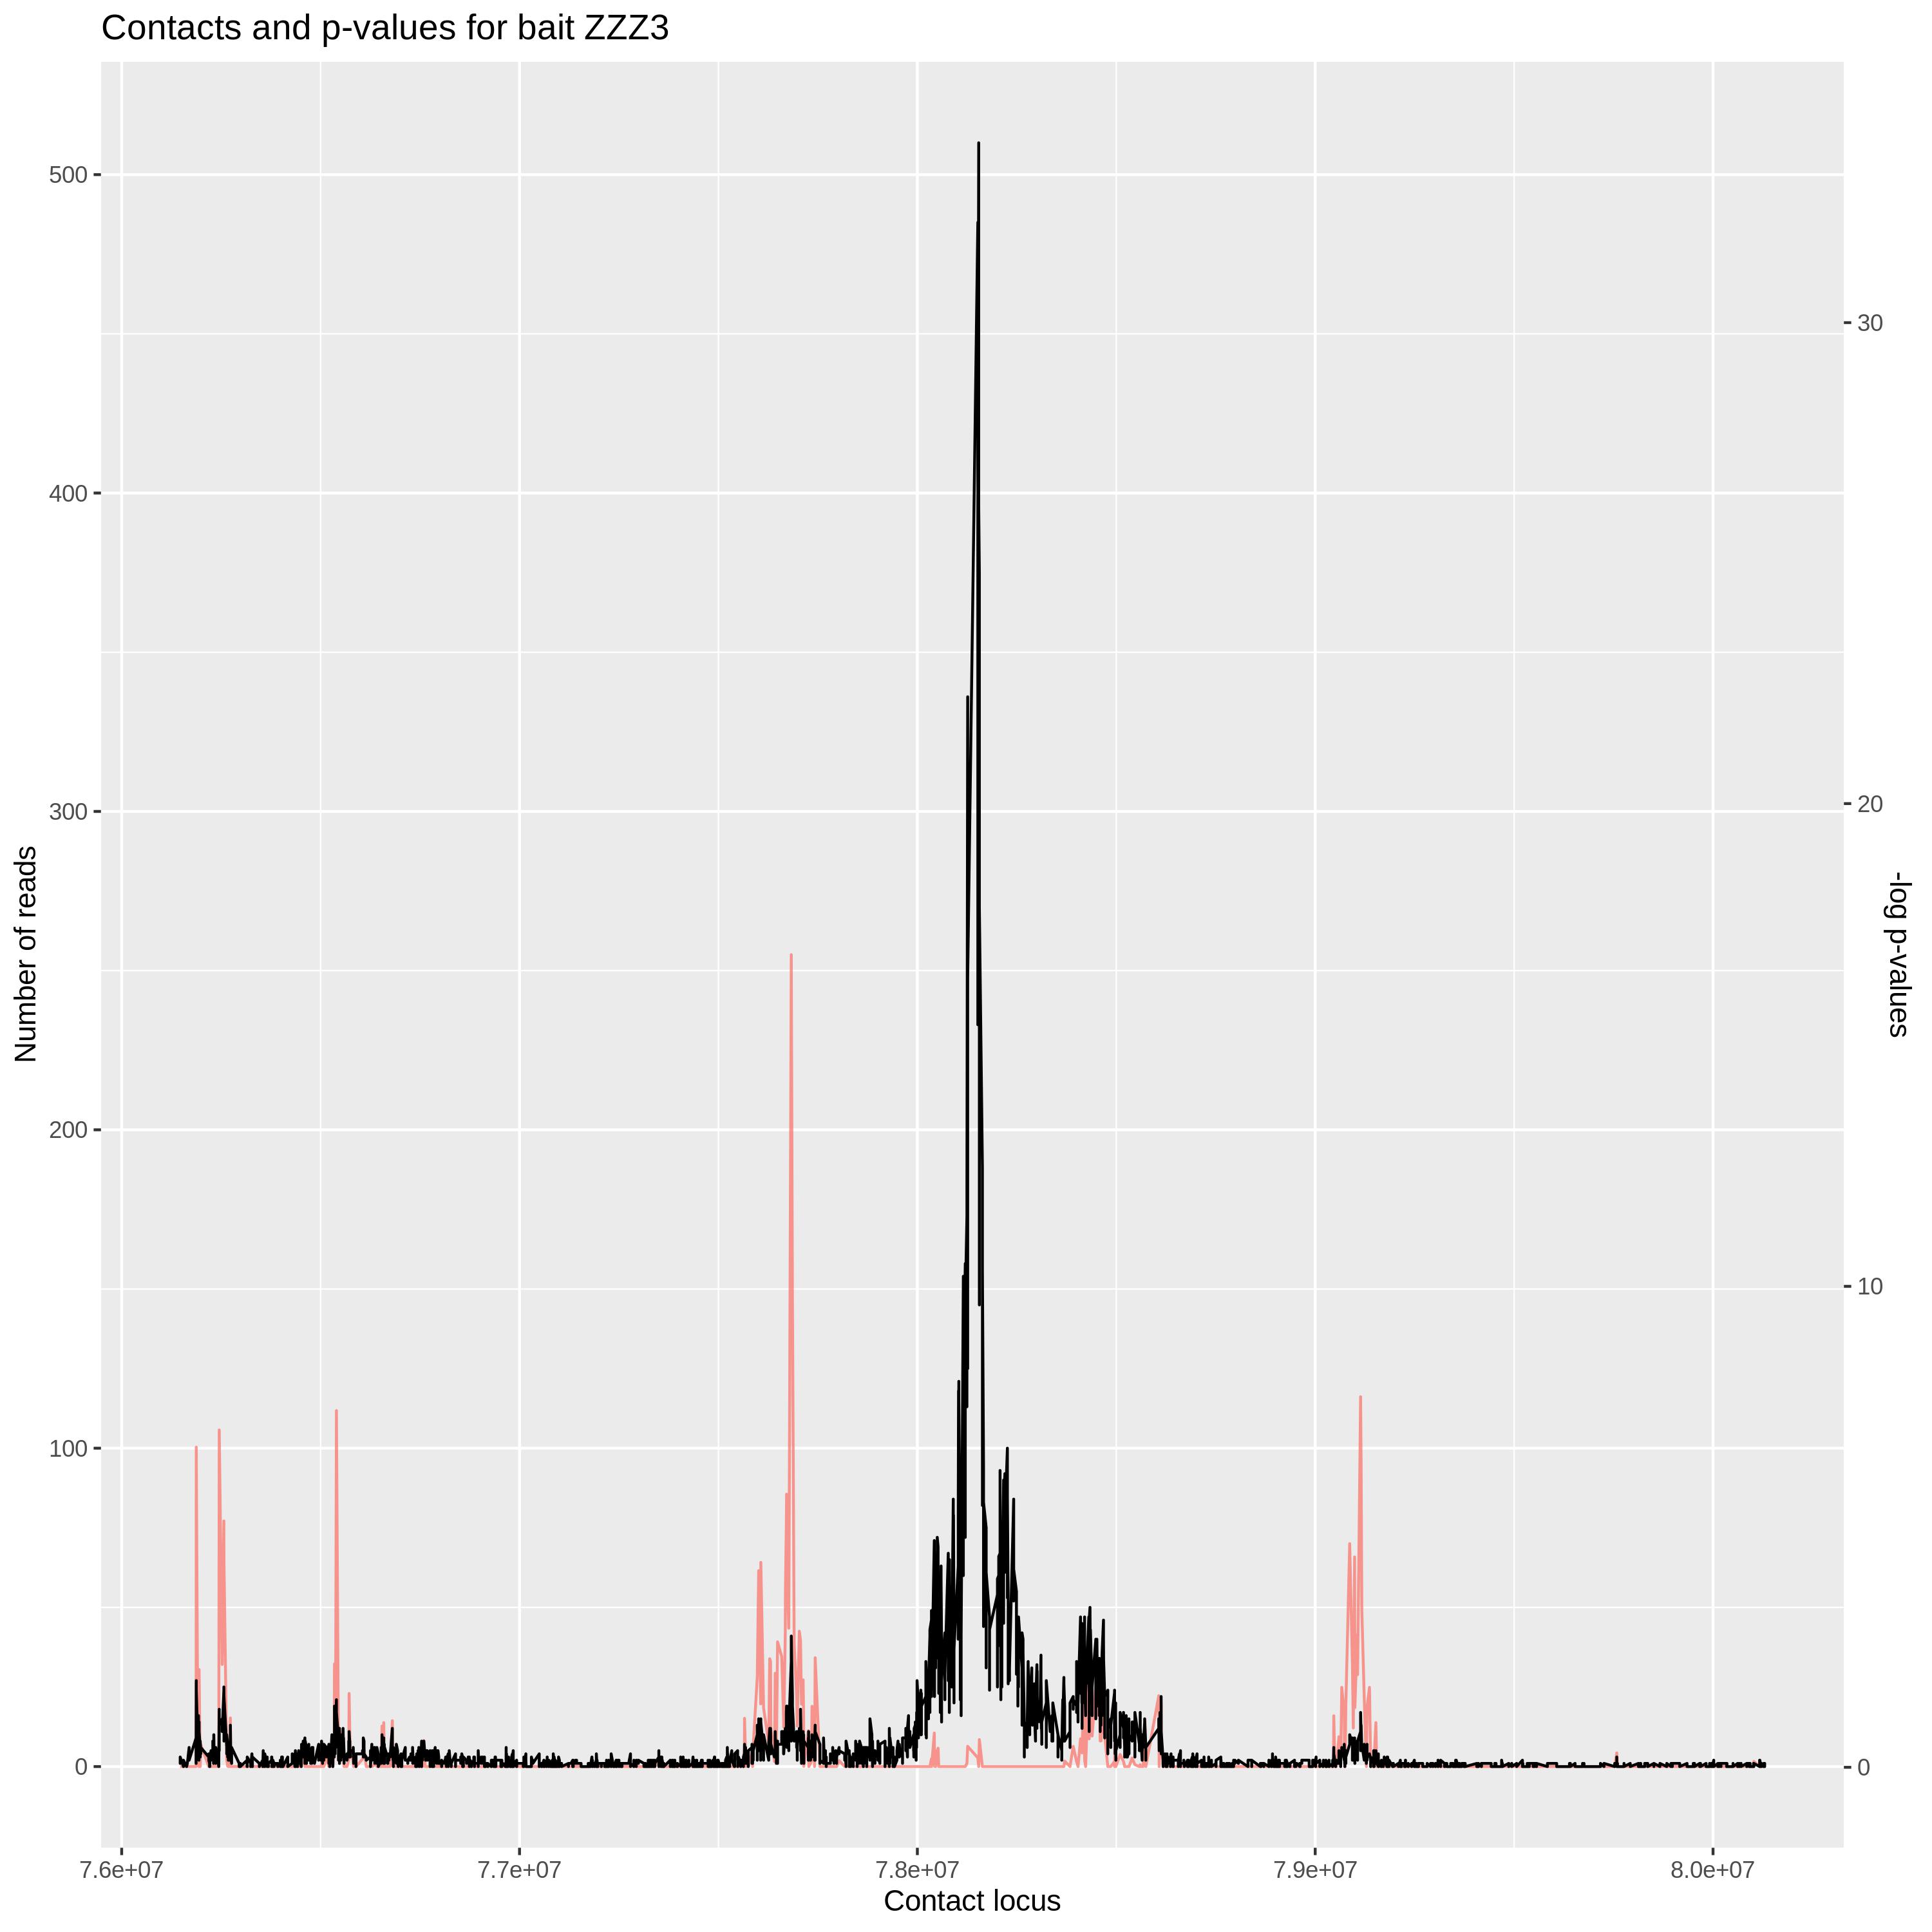 Contacts and p-values for bait ZZZ3
500
400
300
200
100
0
Number of reads
30
20
10
0
-log p-values
7.6e+07
7.7e+07
7.8e+07
7.9e+07
8.0e+07
Contact locus